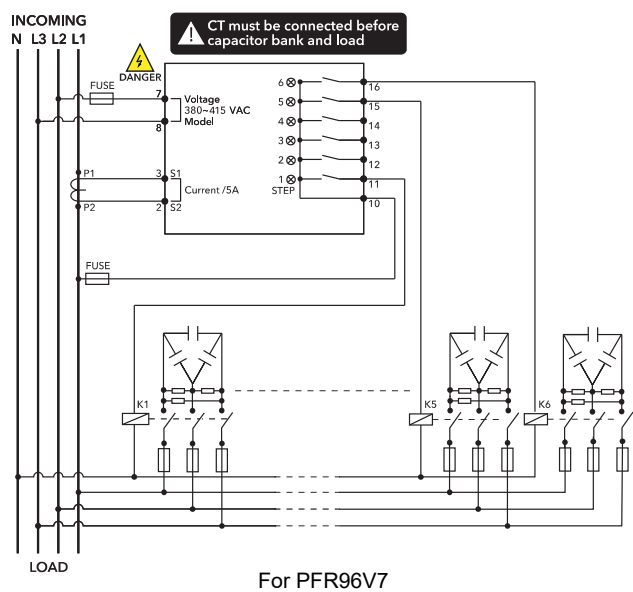 INCOMING
N L3 L2 L1
CT must be connected before
capacitor bank and load
DANGER
FUSE
7
Voltage
380~415 VAC
Model
8
P1
3 S1
Current /5A
P2
2 S2
6
5
4
3
2
1
STEP
16
15
14
13
12
11
10
FUSE
K1
K5
K6
LOAD
For PFR96V7